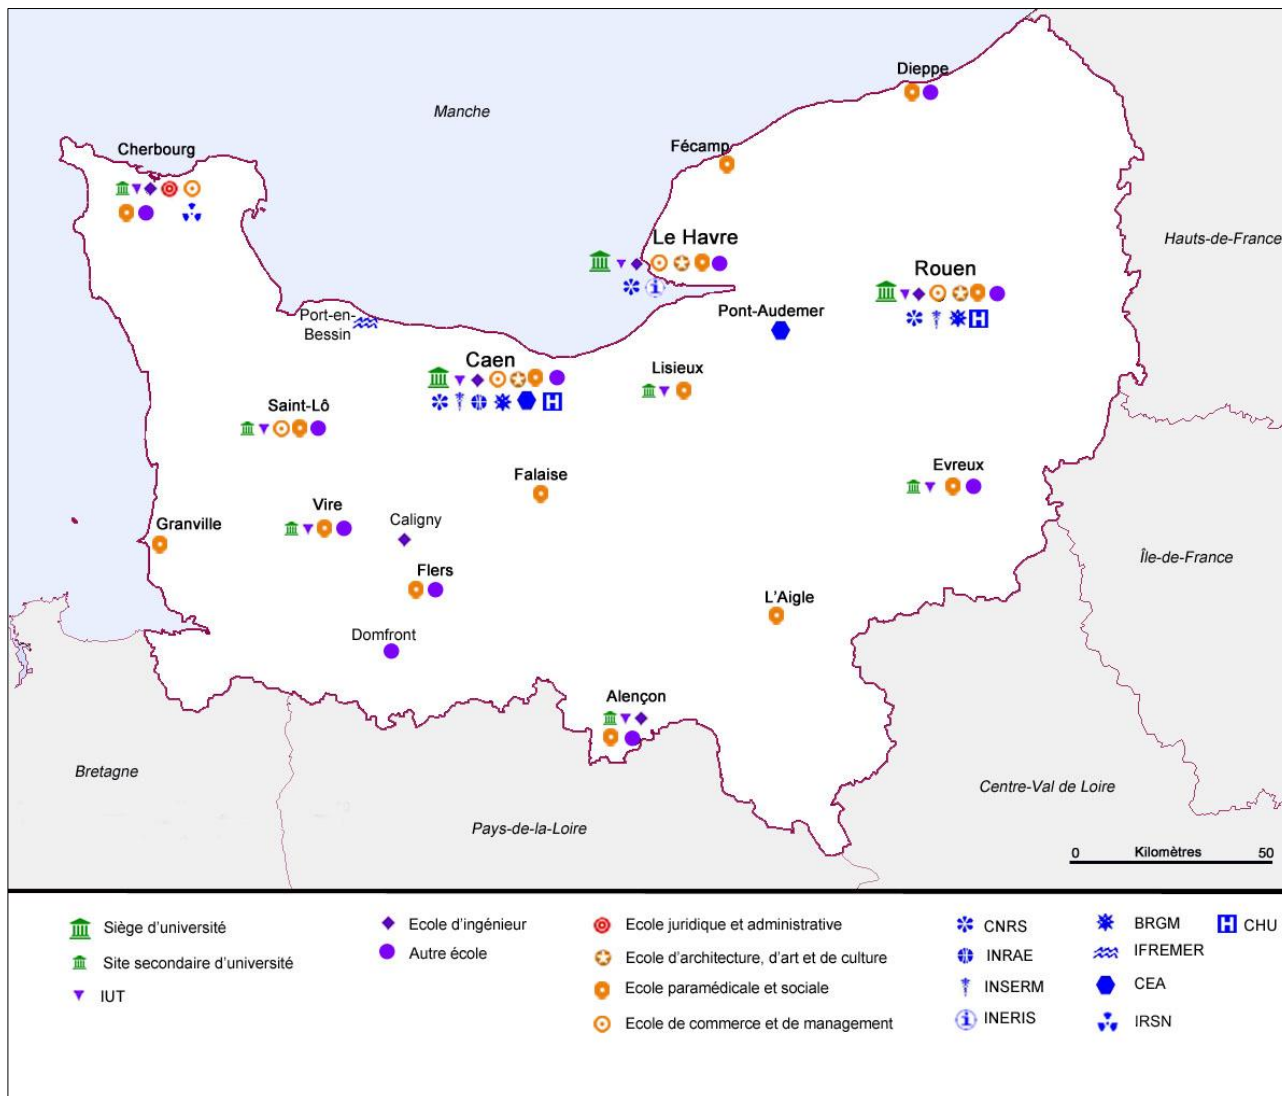 Dieppe
Manche
Fécamp
Cherbourg
Hauts-de-France
Le Havre
Rouen
Port-en-
Bessin
Pont-Audemer
Caen
Lisieux
Saint-Lô
Evreux
Falaise
Vire
Caligny
Granville
Île-de-France
Flers
L'Aigle
Domfront
Alençon
Bretagne
Centre-Val de Loire
Pays-de-la-Loire
0 Kilomètres 50
Siège d'université
Site secondaire d'université
IUT
Ecole d'ingénieur
Autre école
Ecole juridique et administrative
Ecole d'architecture, d'art et de culture
Ecole paramédicale et sociale
Ecole de commerce et de management
CNRS
INRAE
INSERM
INERIS
BRGM
IFREMER
CEA
IRSN
CHU